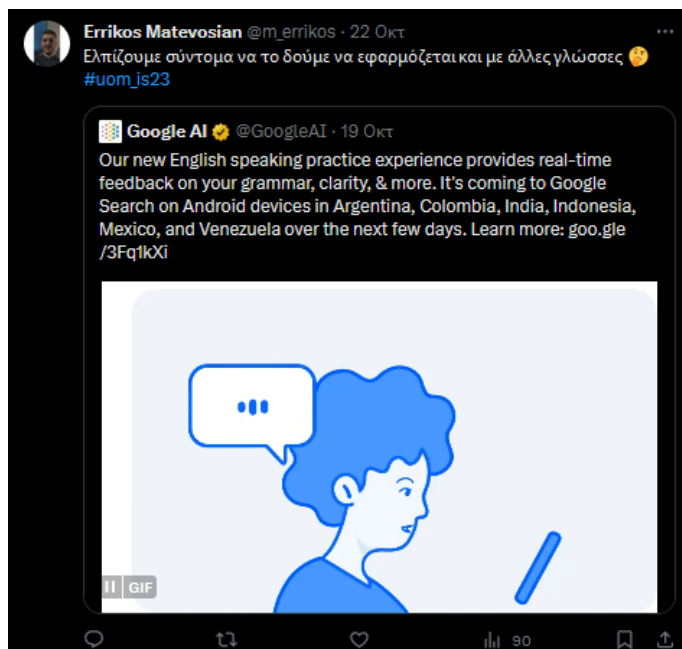 Errikos Matevosian @m_errikos · 22 Οκτ
Ελπίζουμε σύντομα να το δούμε να εφαρμόζεται και με άλλες γλώσσες 🤔
#uom_is23
Google AI @GoogleAI · 19 Οκτ
Our new English speaking practice experience provides real-time
feedback on your grammar, clarity, & more. It's coming to Google
Search on Android devices in Argentina, Colombia, India, Indonesia,
Mexico, and Venezuela over the next few days. Learn more: goo.gle
/3Fq1kXi
GIF
90